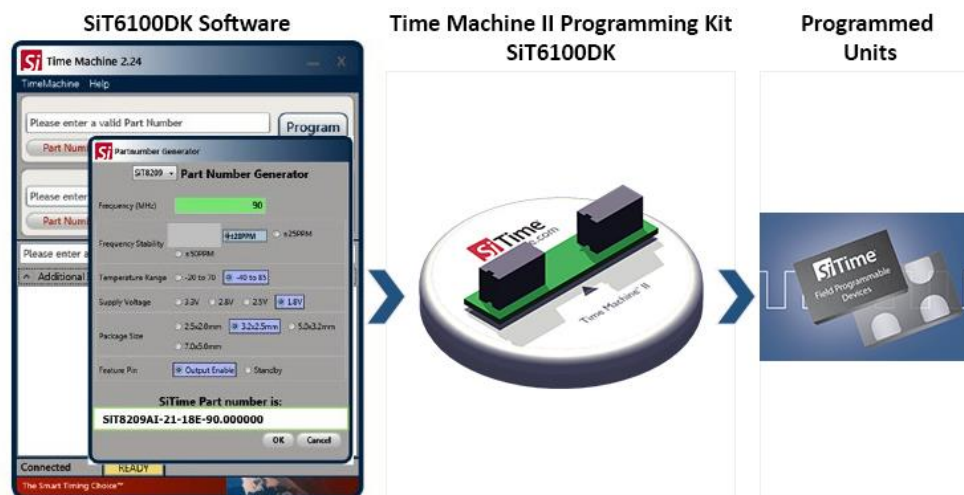 SiT6100DK Software
Time Machine II Programming Kit
SiT6100DK
Programmed
Units
Si Time Machine 2.24
TimeMachine Help
Please enter a valid Part Number
Program
Part Num
Please enter
Part Num
Please enter a
Additional
Si Partnumber Generator
SiT8209 Part Number Generator
Frequency (MHz) 90
Frequency Stability ±20PPM ±25PPM
±50PPM
Temperature Range -20 to 70 -40 to 85
Supply Voltage 3.3V 2.8V 2.5V 1.8V
Package Size 2.5x2.0mm 3.2x2.5mm 5.0x3.2mm
7.0x5.0mm
Feature Pin Output Enable Standby
SiTime Part number is:
SIT8209AI-21-18E-90.000000
OK Cancel
Connected READY
The Smart Timing Choice™
SiTime
Time Machine II
SiTime
Field Programmable
Devices